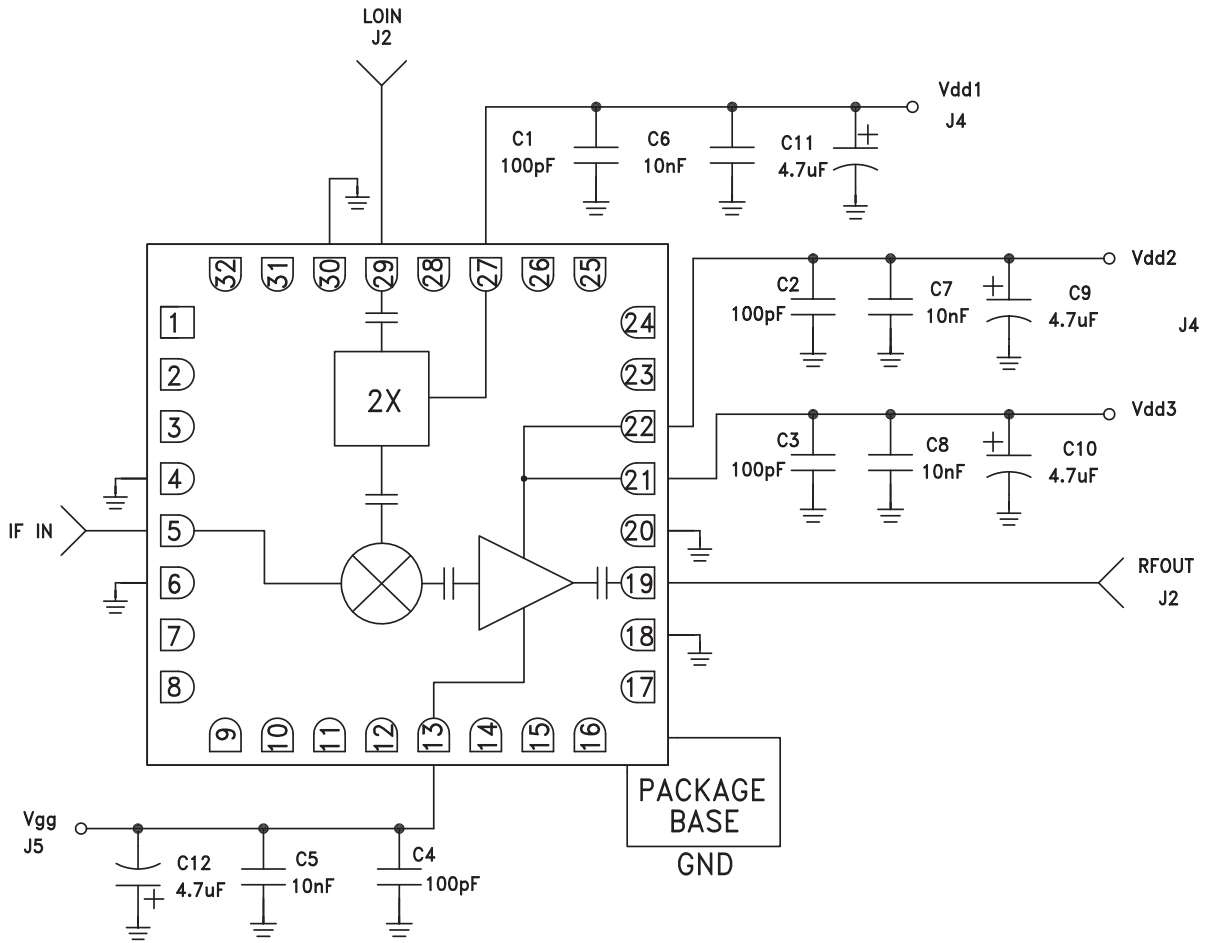 LOIN
J2
Vdd1
J4
C1
100pF
C6
10nF
C11
4.7uF
+
32
31
30
29
28
27
26
25
Vdd2
C2
100pF
C7
10nF
+
C9
4.7uF
J4
1
2
3
4
5
6
7
8
2X
24
23
22
21
20
19
18
17
Vdd3
C3
100pF
C8
10nF
+
C10
4.7uF
IF IN
RFOUT
J2
9
10
11
12
13
14
15
16
PACKAGE
BASE
GND
Vgg
J5
C12
4.7uF
+
C5
10nF
C4
100pF